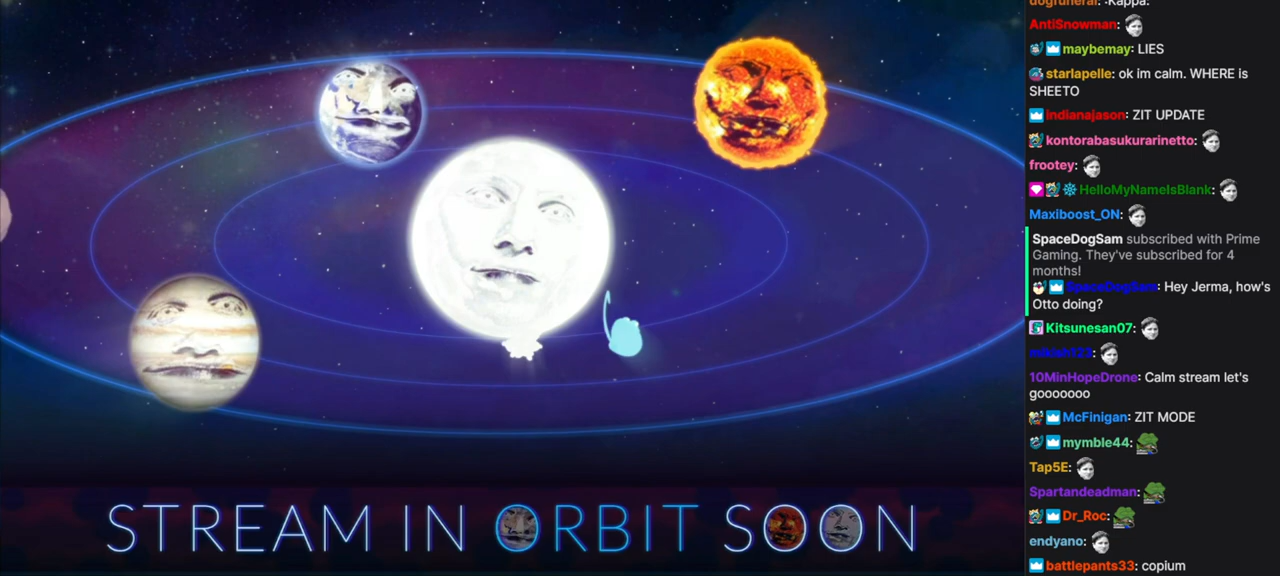 dogfuneral: :Kappa:
AntiSnowman:
maybemay: LIES
starlapelle: ok im calm. WHERE is
SHEETO
indianajason: ZIT UPDATE
kontorabasukurarinetto:
frootey:
HelloMyNameIsBlank:
Maxiboost_ON:
SpaceDogSam subscribed with Prime
Gaming. They've subscribed for 4
months!
SpaceDogSam: Hey Jerma, how's
Otto doing?
Kitsunesan07:
10MinHopeDrone: Calm stream let's
gooooooo
McFinigan: ZIT MODE
mymble44:
Tap5E:
Spartandeadman:
Dr_Roc:
endyano:
battlepants33: copium
STREAM IN ORBIT SOON